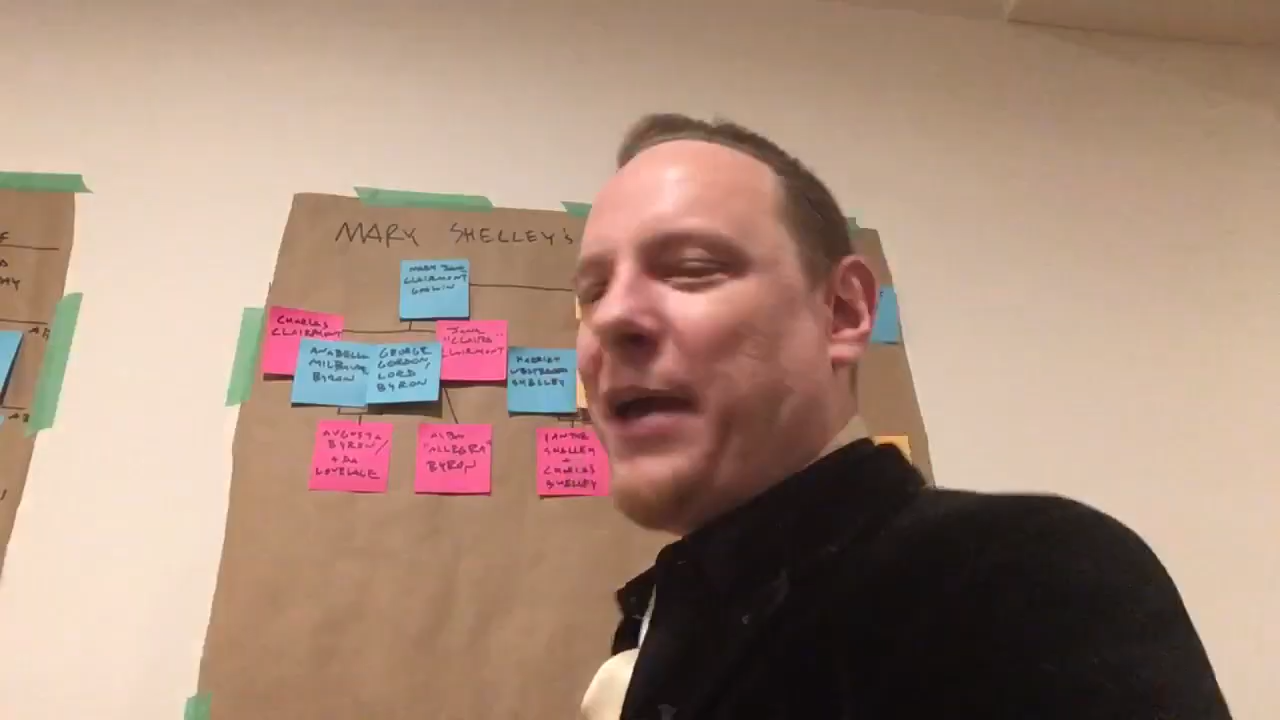 MARY SHELLEY'S
MARY JANE
CLAIRMONT
GODWIN
CHARLES
CLAIRMONT
JANE
"CLAIRE"
CLAIRMONT
ANABELLA
MILBANKE
BYRON
GEORGE
GORDON,
LORD
BYRON
HARRIET
WESTBROOK
SHELLEY
AUGUSTA
BYRON/
ADA
LOVELACE
ALBA
"ALLEGRA"
BYRON
IANTHE
SHELLEY
+
CHARLES
SHELLEY